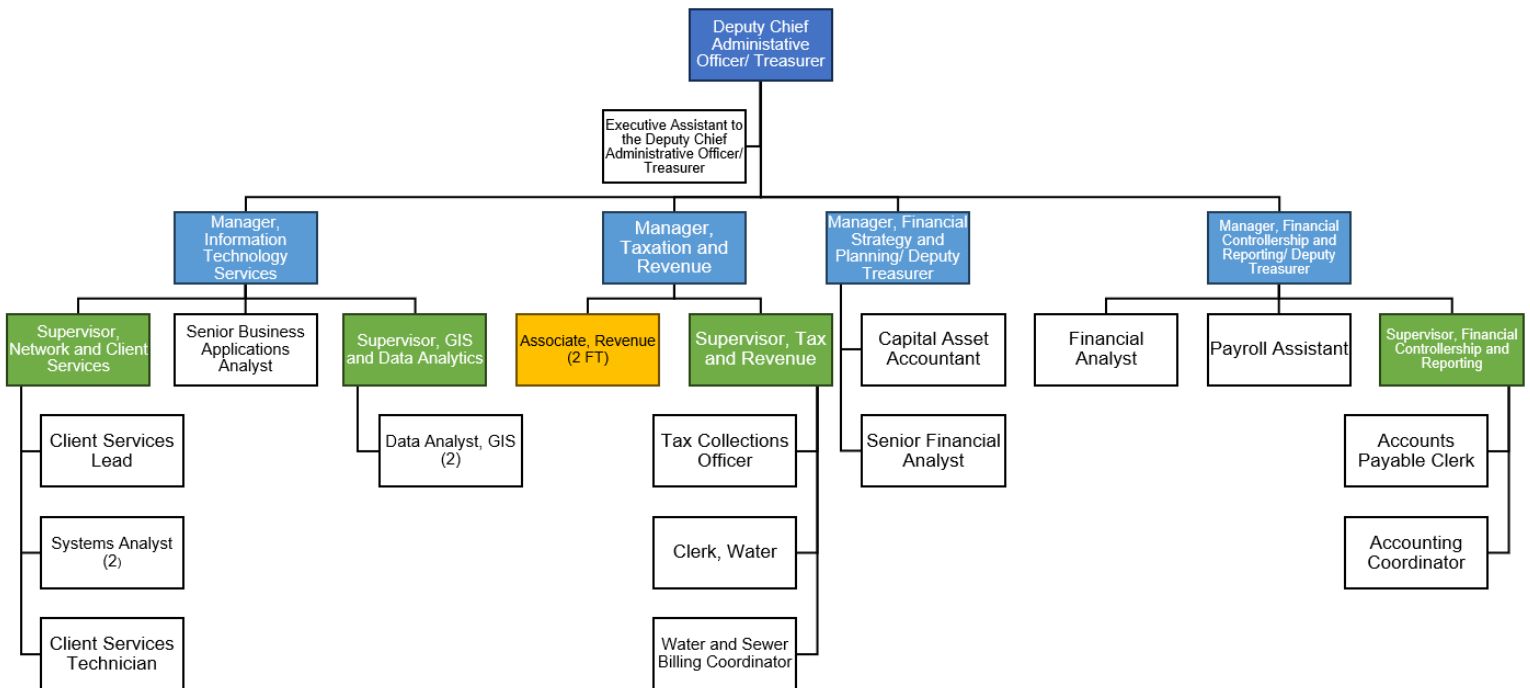 Deputy Chief
Administative
Officer/ Treasurer
Executive Assistant to
the Deputy Chief
Administrative Officer/
Treasurer
Manager,
Information
Technology
Services
Manager,
Taxation and
Revenue
Manager, Financial
Strategy and
Planning/ Deputy
Treasurer
Manager, Financial
Controllership and
Reporting/ Deputy
Treasurer
Supervisor,
Network and Client
Services
Senior Business
Applications
Analyst
Supervisor, GIS
and Data Analytics
Associate, Revenue
(2 FT)
Supervisor, Tax
and Revenue
Capital Asset
Accountant
Financial
Analyst
Payroll Assistant
Supervisor, Financial
Controllership and
Reporting
Client Services
Lead
Data Analyst, GIS
(2)
Tax Collections
Officer
Senior Financial
Analyst
Accounts
Payable Clerk
Systems Analyst
(2)
Clerk, Water
Accounting
Coordinator
Client Services
Technician
Water and Sewer
Billing Coordinator